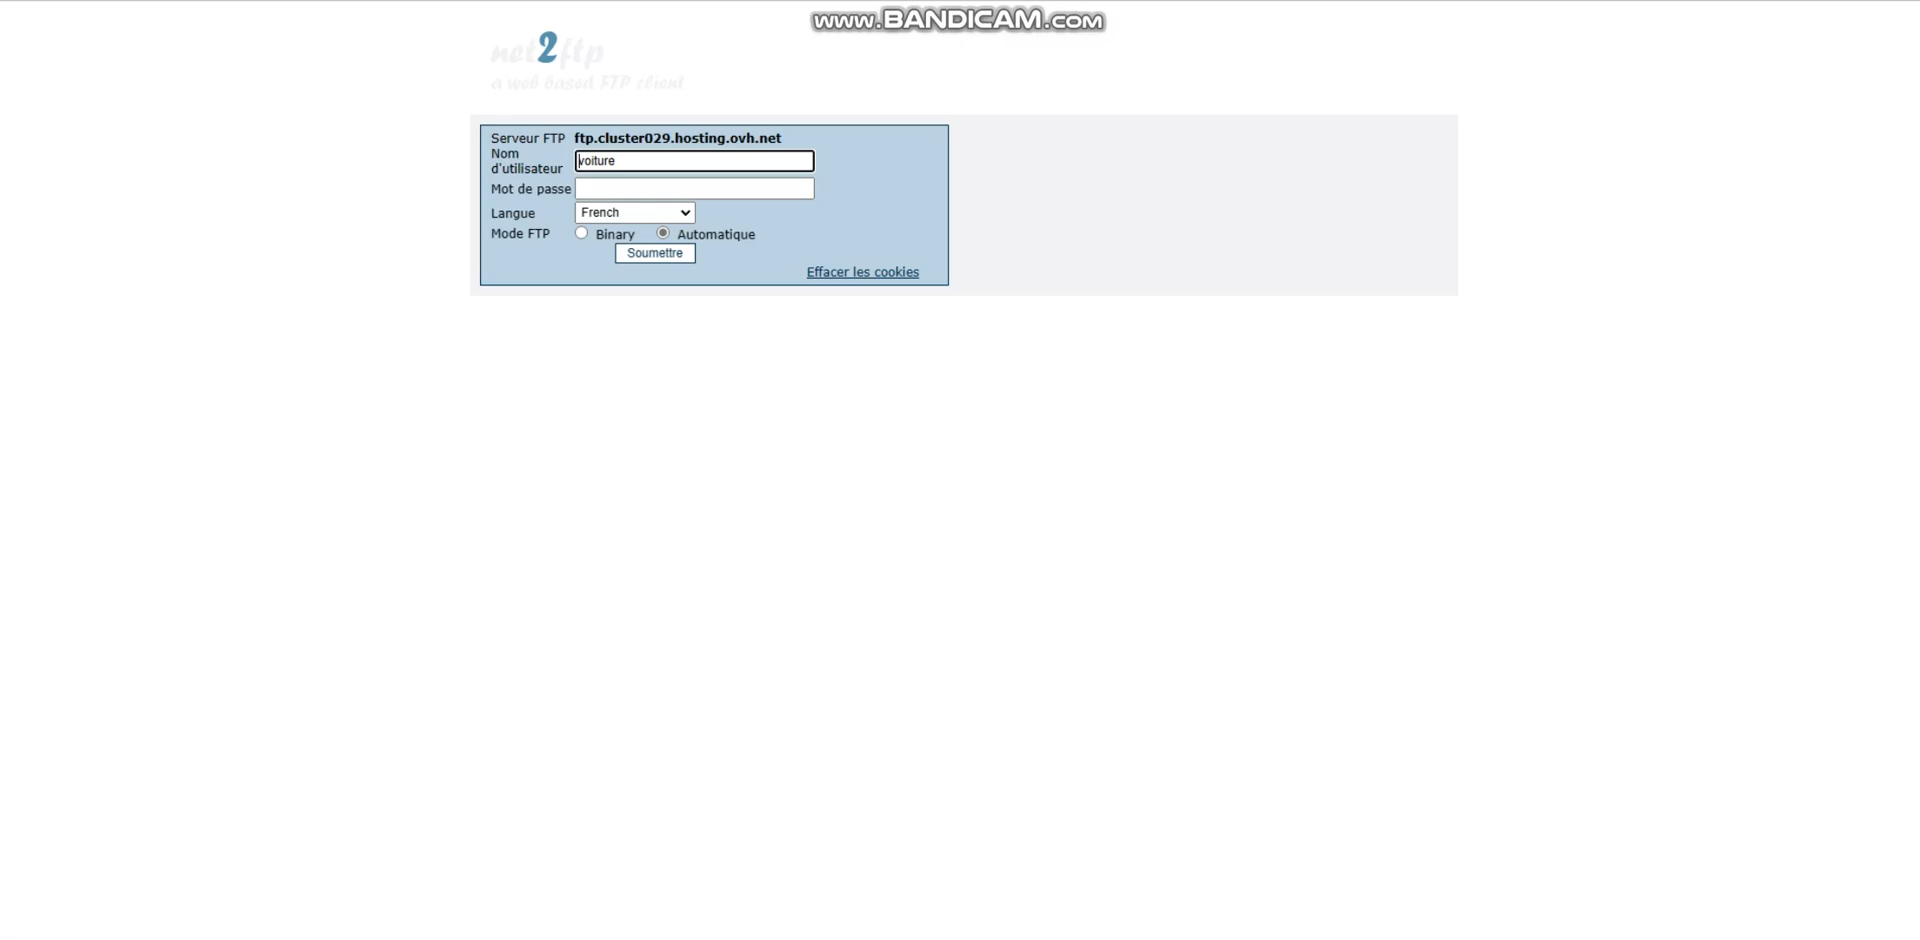 www.BANDICAM.com
net2ftp
a web based FTP client
Serveur FTP ftp.cluster029.hosting.ovh.net
Nom
d'utilisateur voiture
Mot de passe
Langue French
Mode FTP Binary Automatique
Soumettre
Effacer les cookies